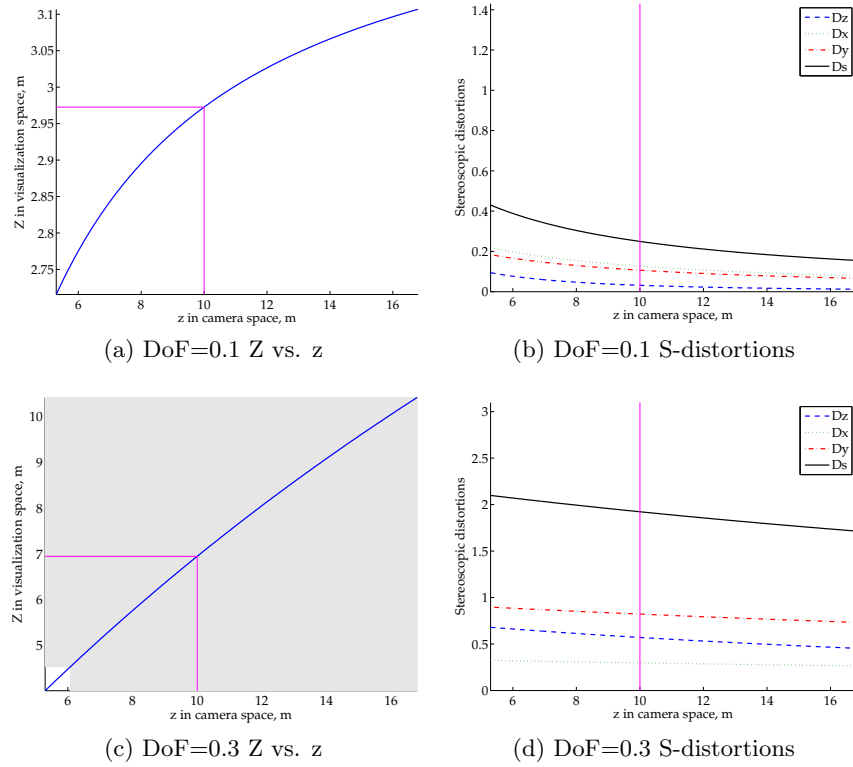 3.1
3.05
3
2.95
2.9
2.85
2.8
2.75
Z in visualization space, m
6 8 10 12 14 16
z in camera space, m
(a) DoF=0.1 Z vs. z
1.4
1.2
1
0.8
0.6
0.4
0.2
0
Stereoscopic distortions
Dz
Dx
Dy
Ds
6 8 10 12 14 16
z in camera space, m
(b) DoF=0.1 S-distortions
10
9
8
7
6
5
Z in visualization space, m
6 8 10 12 14 16
z in camera space, m
(c) DoF=0.3 Z vs. z
3
2.5
2
1.5
1
0.5
0
Stereoscopic distortions
Dz
Dx
Dy
Ds
6 8 10 12 14 16
z in camera space, m
(d) DoF=0.3 S-distortions